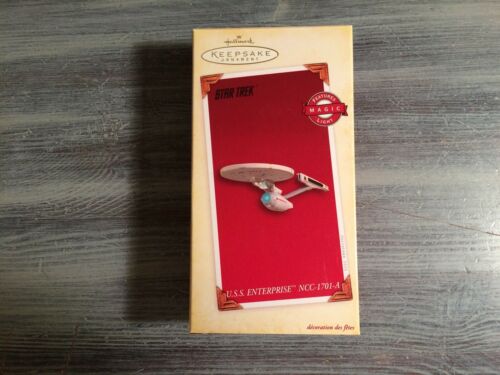 Hallmark
KEEPSAKE
ORNAMENT
STAR TREK
FEATURES
MAGIC
LIGHT
U.S.S. ENTERPRISE™ NCC-1701-A
décoration des fêtes